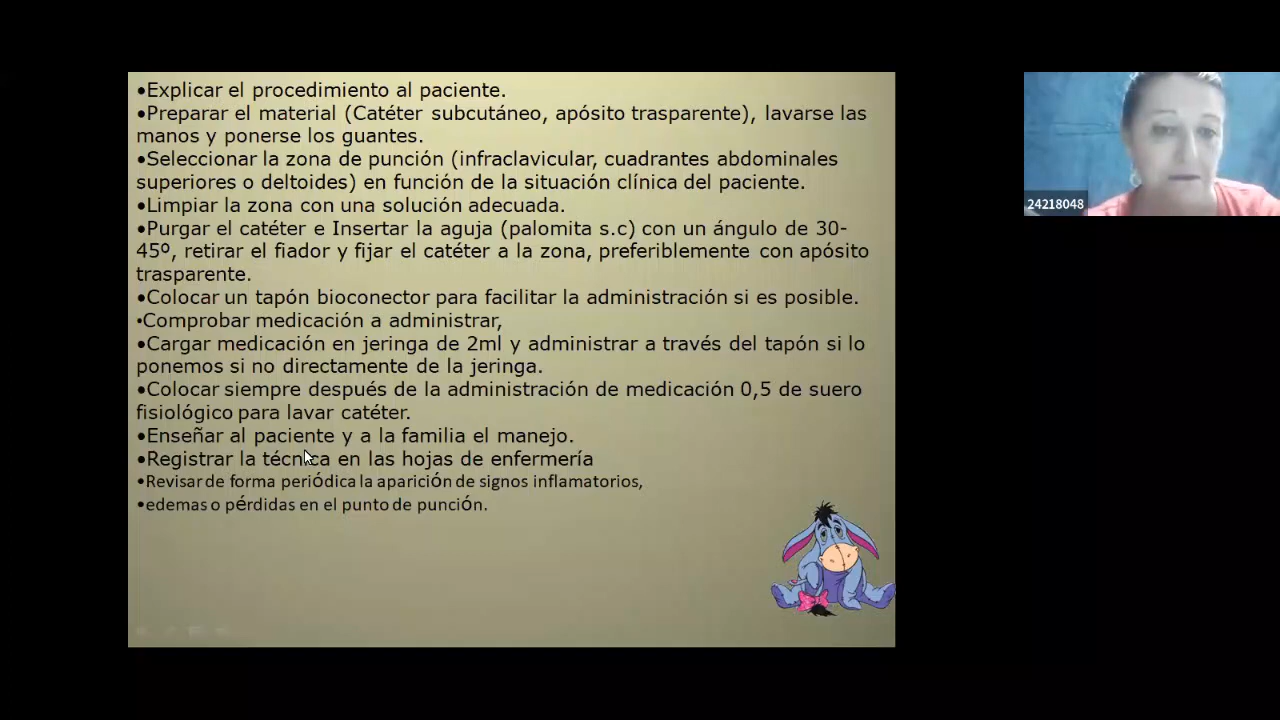 •Explicar el procedimiento al paciente.
•Preparar el material (Catéter subcutáneo, apósito trasparente), lavarse las
manos y ponerse los guantes.
•Seleccionar la zona de punción (infraclavicular, cuadrantes abdominales
superiores o deltoides) en función de la situación clínica del paciente.
•Limpiar la zona con una solución adecuada.
•Purgar el catéter e Insertar la aguja (palomita s.c) con un ángulo de 30-
45º, retirar el fiador y fijar el catéter a la zona, preferiblemente con apósito
trasparente.
•Colocar un tapón bioconector para facilitar la administración si es posible.
•Comprobar medicación a administrar,
•Cargar medicación en jeringa de 2ml y administrar a través del tapón si lo
ponemos si no directamente de la jeringa.
•Colocar siempre después de la administración de medicación 0,5 de suero
fisiológico para lavar catéter.
•Enseñar al paciente y a la familia el manejo.
•Registrar la técnica en las hojas de enfermería
•Revisar de forma periódica la aparición de signos inflamatorios,
•edemas o pérdidas en el punto de punción.
24218048